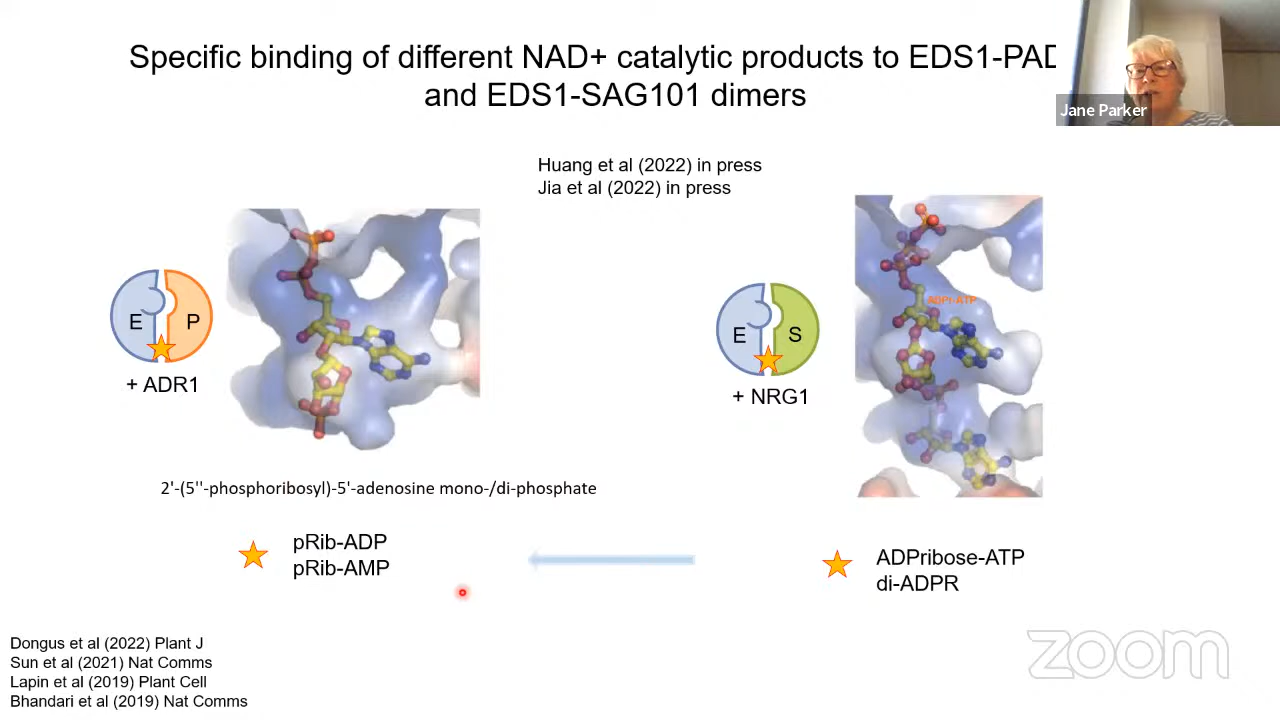 Specific binding of different NAD+ catalytic products to EDS1-PAD
and EDS1-SAG101 dimers
Jane Parker
Huang et al (2022) in press
Jia et al (2022) in press
E P
+ ADR1
ADPr-ATP
E S
+ NRG1
2'-(5''-phosphoribosyl)-5'-adenosine mono-/di-phosphate
pRib-ADP
pRib-AMP
ADPribose-ATP
di-ADPR
Dongus et al (2022) Plant J
Sun et al (2021) Nat Comms
Lapin et al (2019) Plant Cell
Bhandari et al (2019) Nat Comms
zoom